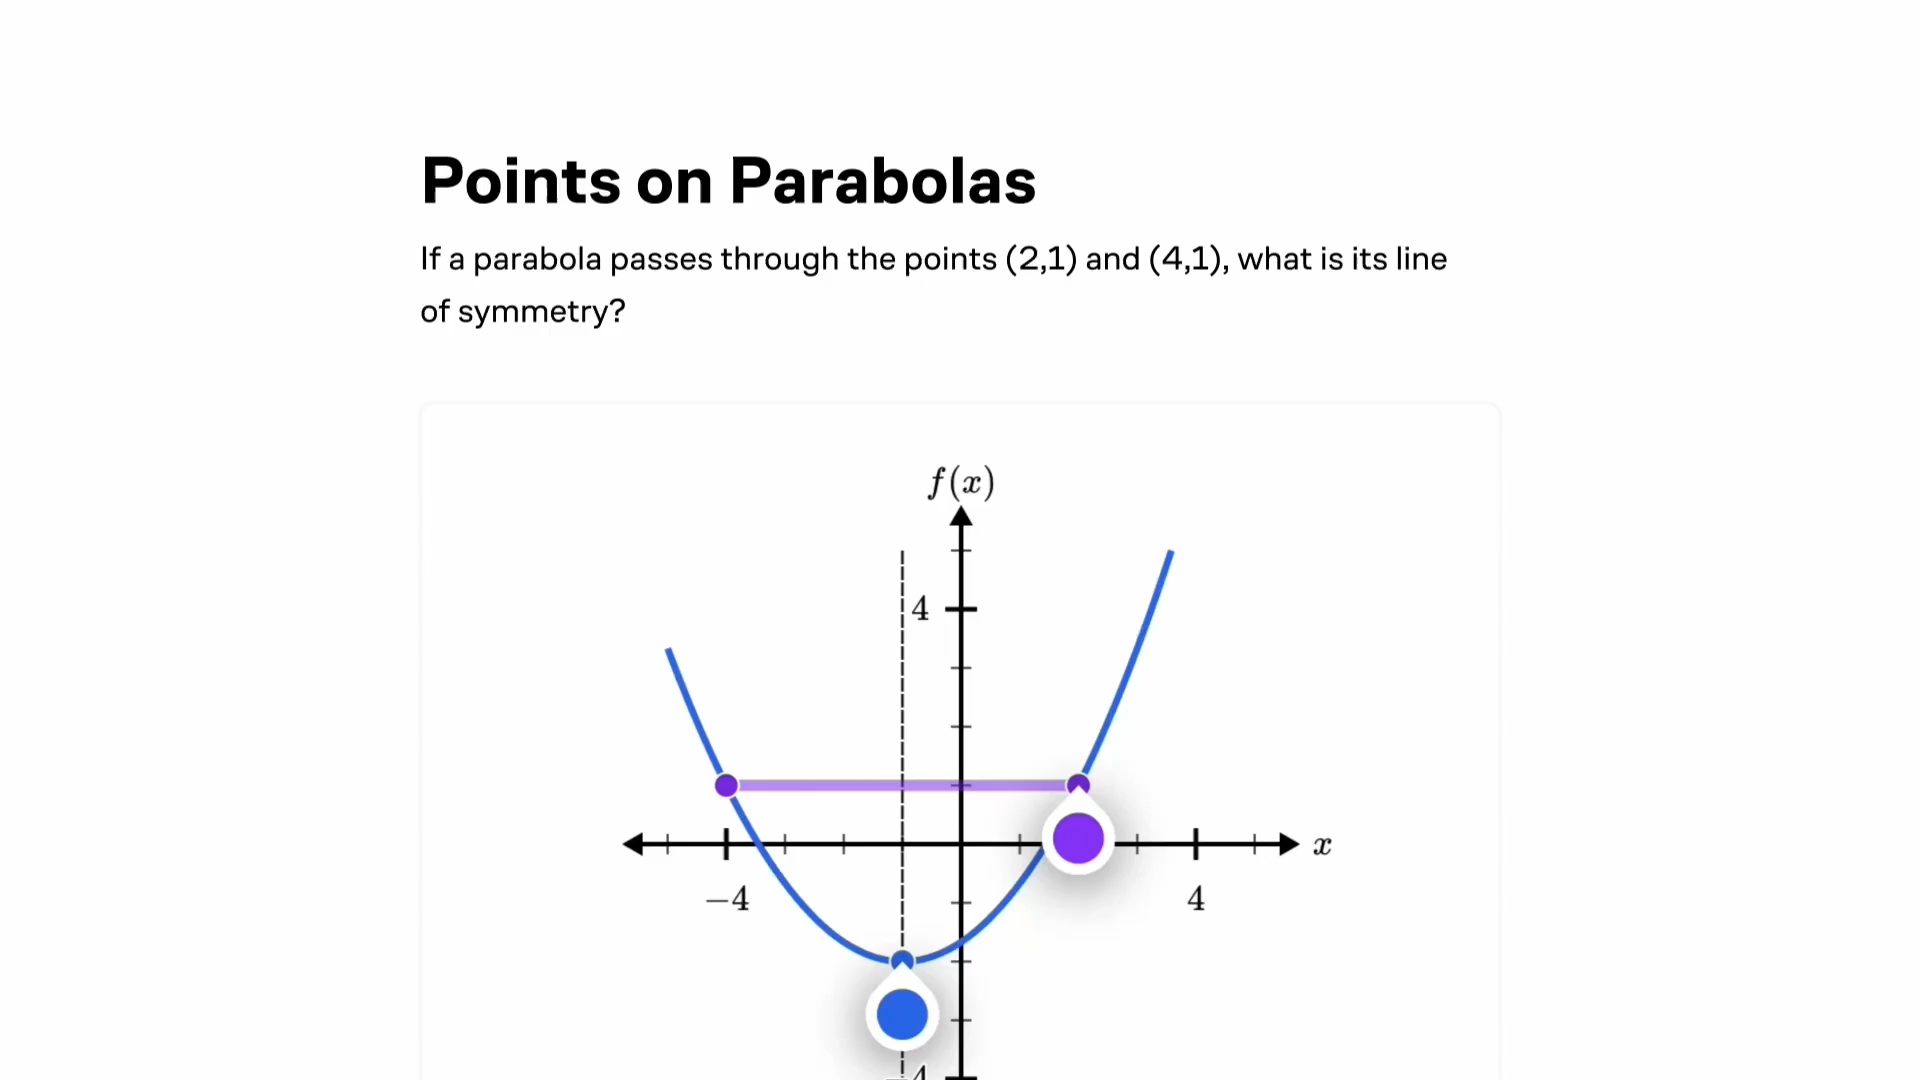 Points on Parabolas
If a parabola passes through the points (2,1) and (4,1), what is its line
of symmetry?
f(x)
4
x
−4
4
−4